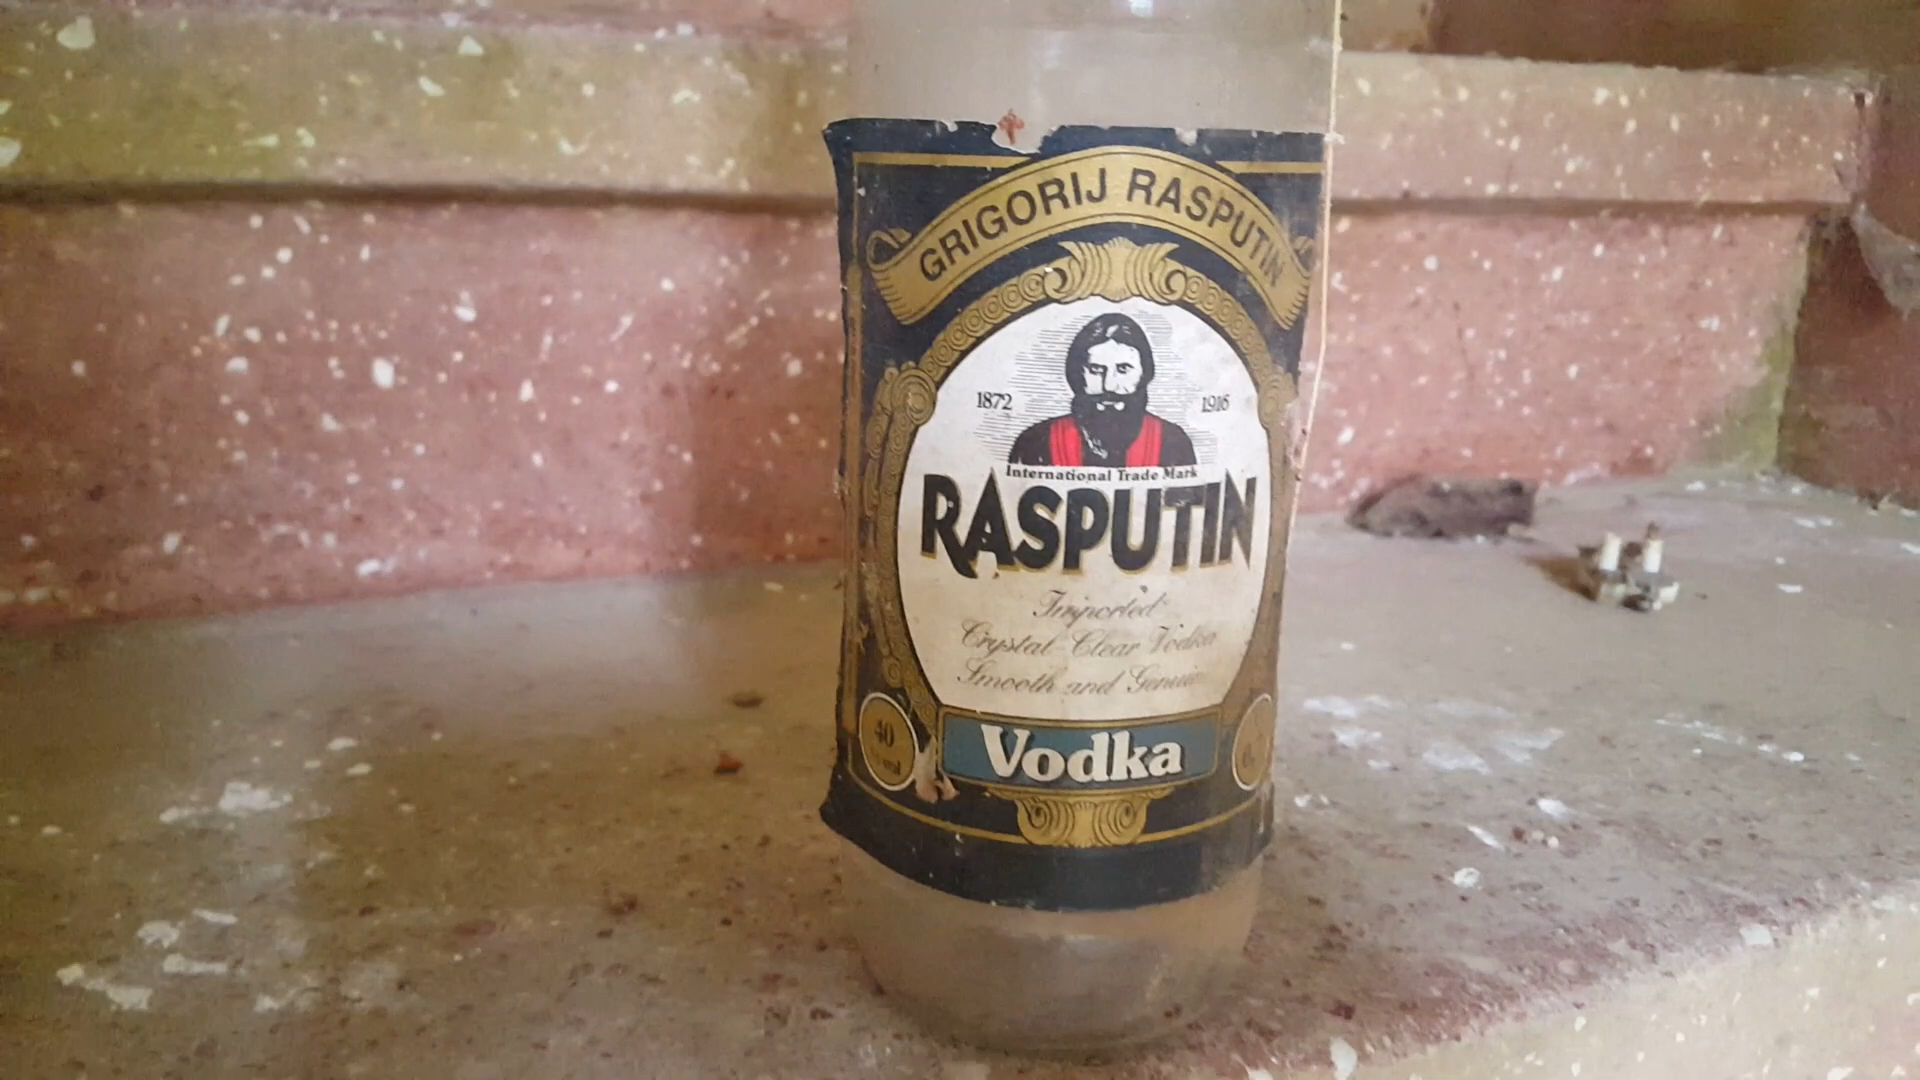 GRIGORIJ RASPUTIN
1872 1916
International Trade Mark
RASPUTIN
Imported
Crystal-Clear Vodka
Smooth and
40
Vodka